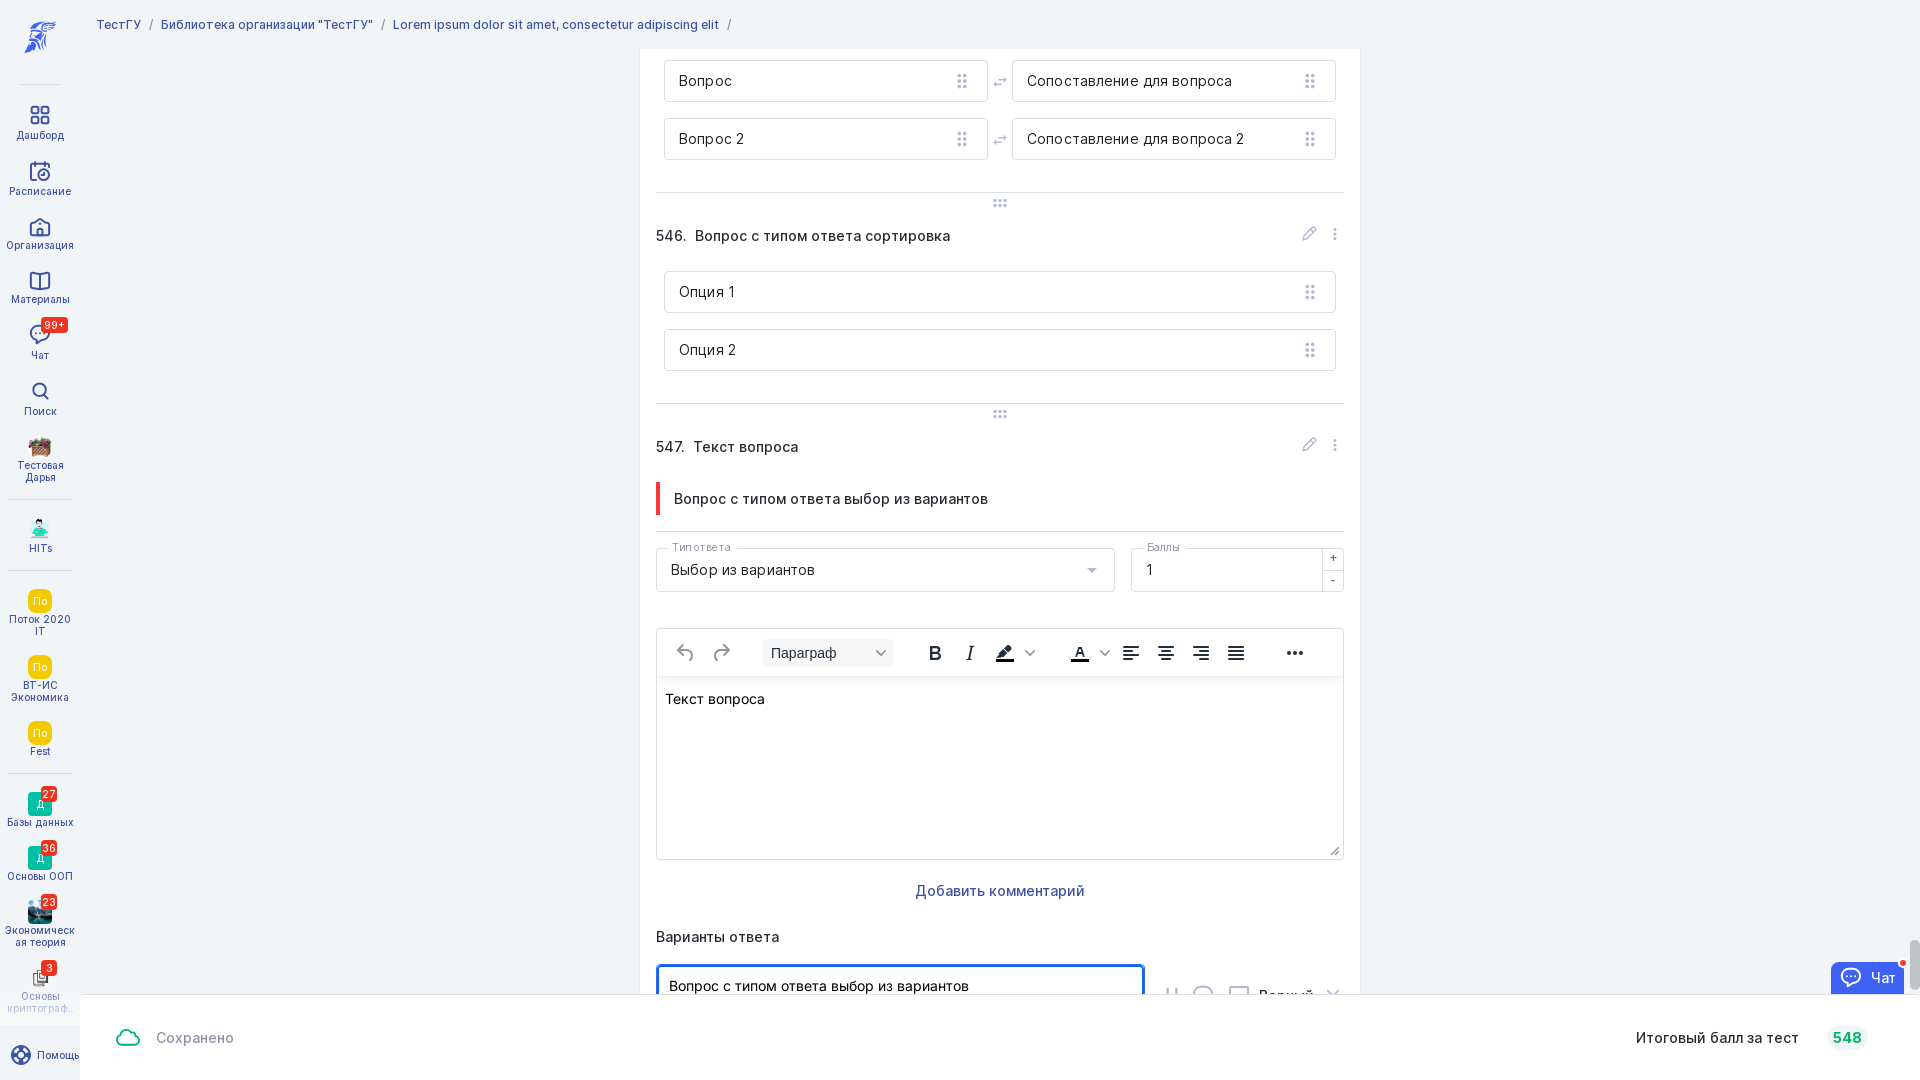 ТестГУ / Библиотека организации "ТестГУ" / Lorem ipsum dolor sit amet, consectetur adipiscing elit /
Дашборд
Расписание
Организация
Материалы
99+
Чат
Поиск
Тестовая
Дарья
HITs
По
Поток 2020
IT
По
ВТ-ИС
Экономика
По
Fest
27
Д
Базы данных
36
Д
Основы ООП
23
Экономическ
ая теория
3
Основы
криптограф...
Помощь
Вопрос
Сопоставление для вопроса
Вопрос 2
Сопоставление для вопроса 2
546. Вопрос с типом ответа сортировка
Опция 1
Опция 2
547. Текст вопроса
Вопрос с типом ответа выбор из вариантов
Тип ответа
Выбор из вариантов
Баллы
1
+
-
Параграф
Текст вопроса
Добавить комментарий
Варианты ответа
Вопрос с типом ответа выбор из вариантов
Верный
Чат
Сохранено
Итоговый балл за тест 548